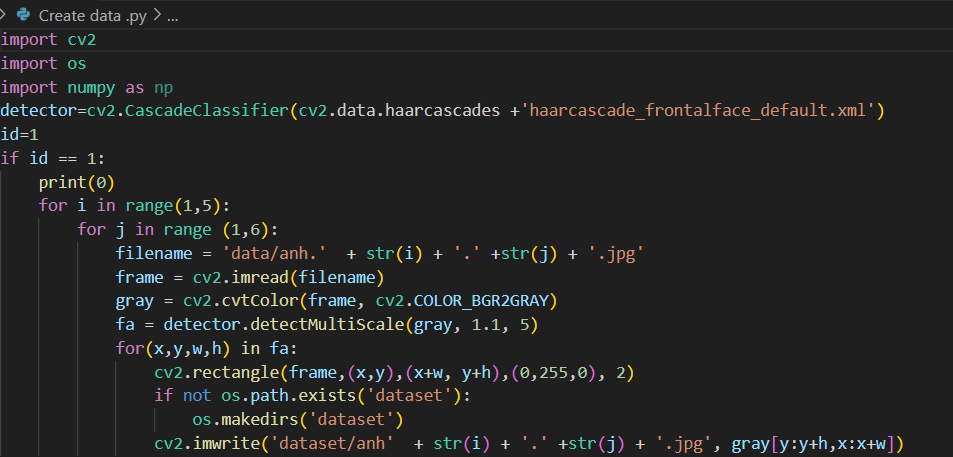 Create data .py > ...
import cv2
import os
import numpy as np
detector=cv2.CascadeClassifier(cv2.data.haarcascades +'haarcascade_frontalface_default.xml')
id=1
if id == 1:
    print(0)
    for i in range(1,5):
        for j in range (1,6):
            filename = 'data/anh.'  + str(i) + '.' +str(j) + '.jpg'
            frame = cv2.imread(filename)
            gray = cv2.cvtColor(frame, cv2.COLOR_BGR2GRAY)
            fa = detector.detectMultiScale(gray, 1.1, 5)
            for(x,y,w,h) in fa:
                cv2.rectangle(frame,(x,y),(x+w, y+h),(0,255,0), 2)
                if not os.path.exists('dataset'):
                    os.makedirs('dataset')
                cv2.imwrite('dataset/anh'  + str(i) + '.' +str(j) + '.jpg', gray[y:y+h,x:x+w])